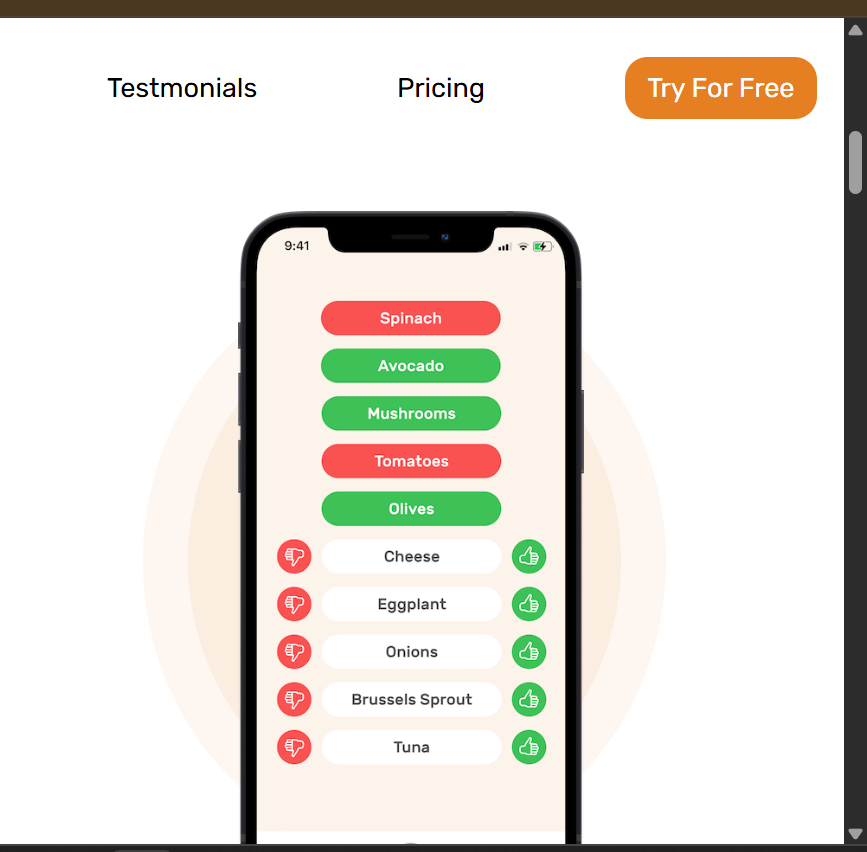 Testmonials
Pricing
Try For Free
9:41
Spinach
Avocado
Mushrooms
Tomatoes
Olives
Cheese
Eggplant
Onions
Brussels Sprout
Tuna